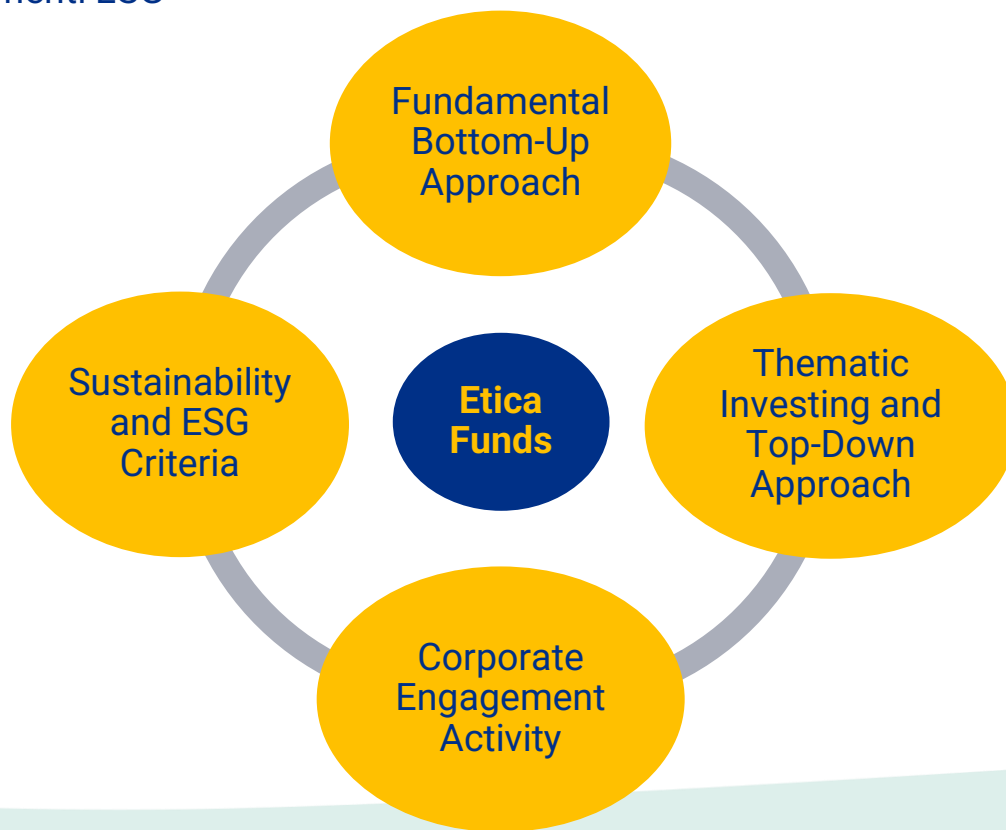 Fundamental
Bottom-Up
Approach
Sustainability
and ESG
Criteria
Etica
Funds
Thematic
Investing and
Top-Down
Approach
Corporate
Engagement
Activity